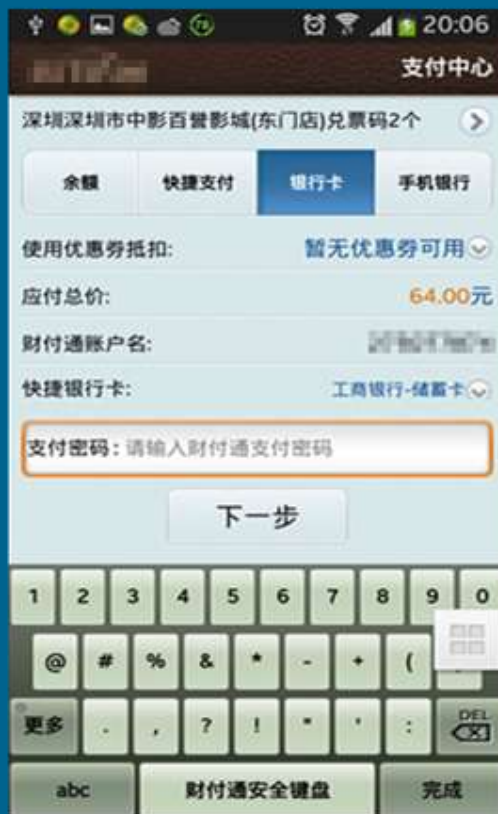 78 20:06
支付中心
深圳深圳市中影百誉影城(东门店)兑票码2个
余额 快捷支付 银行卡 手机银行
使用优惠券抵扣: 暂无优惠券可用
应付总价: 64.00元
财付通账户名:
快捷银行卡: 工商银行-储蓄卡
支付密码: 请输入财付通支付密码
下一步
1 2 3 4 5 6 7 8 9 0
@ # % & * - + (
更多 . , ? ! " ' : DEL
abc 财付通安全键盘 完成